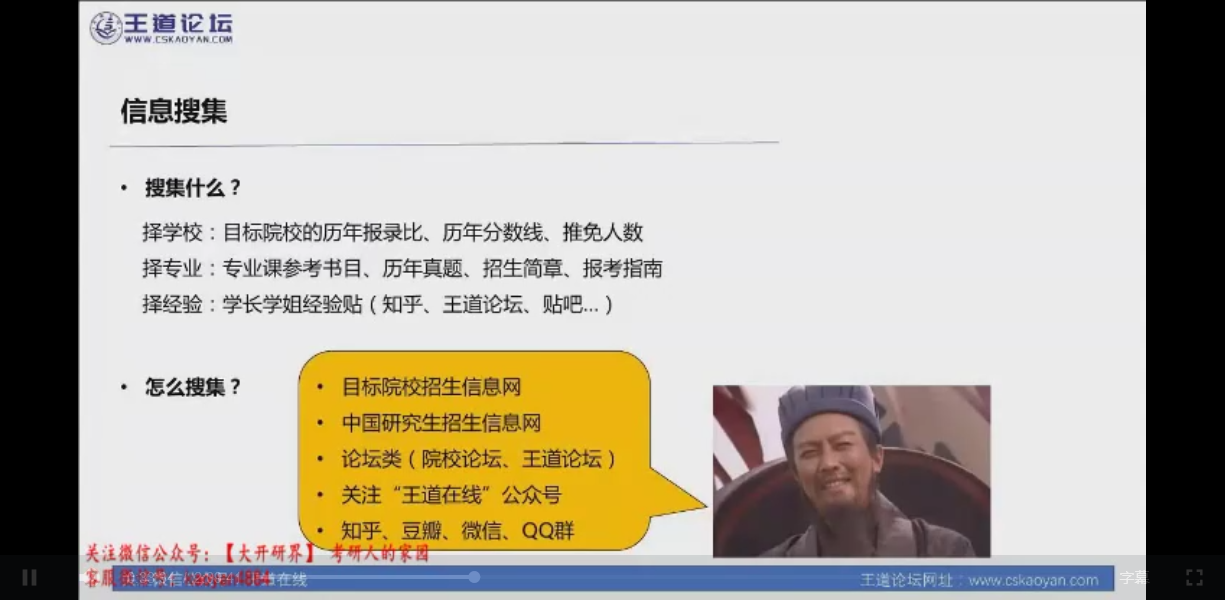 王道论坛
WWW.CSKAOYAN.COM
信息搜集
• 搜集什么？
择学校：目标院校的历年报录比、历年分数线、推免人数
择专业：专业课参考书目、历年真题、招生简章、报考指南
择经验：学长学姐经验贴（知乎、王道论坛、贴吧...）
• 怎么搜集？
• 目标院校招生信息网
• 中国研究生招生信息网
• 论坛类（院校论坛、王道论坛）
• 关注“王道在线”公众号
• 知乎、豆瓣、微信、QQ群
关注微信公众号：【大开研界】 考研人的家园
客服微信号：kaoyan4884
道在线
王道论坛网址：www.cskaoyan.com
字幕